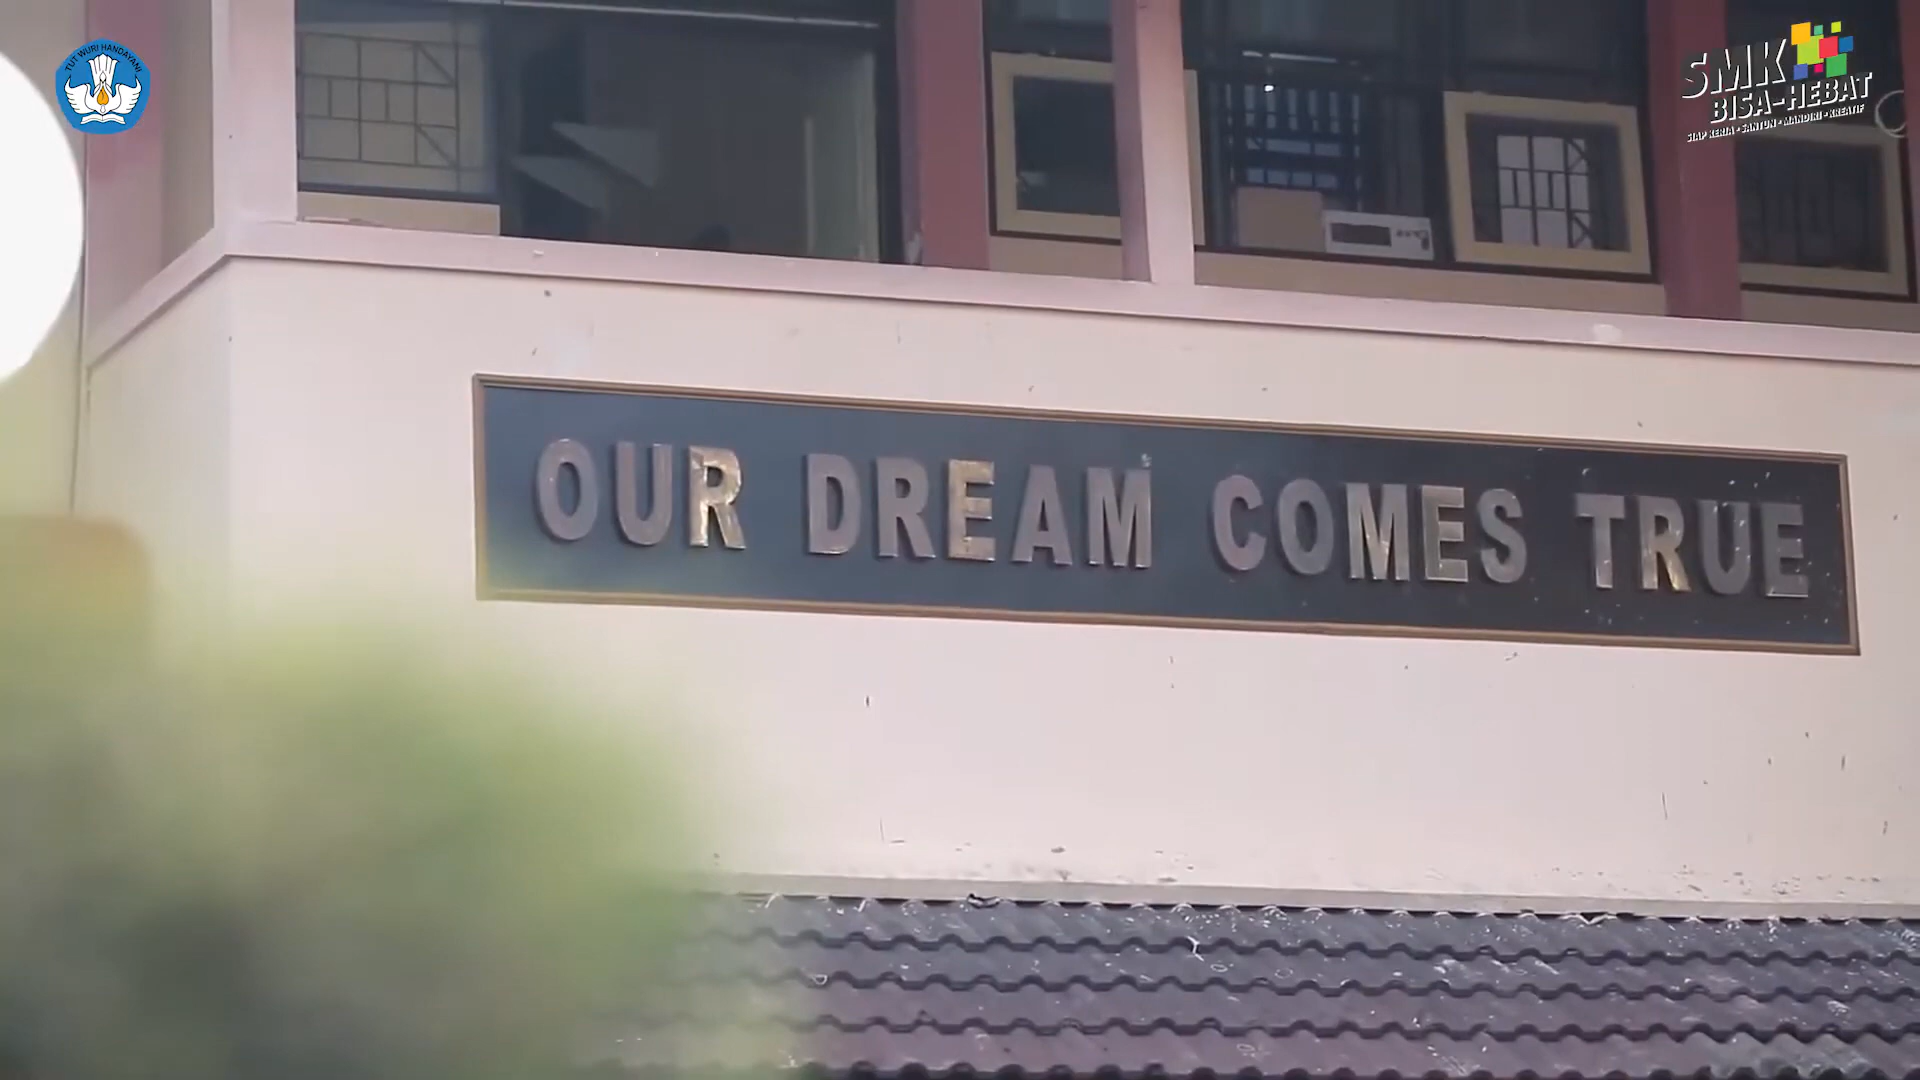 TUT WURI HANDAYANI
SMK
BISA-HEBAT
SIAP KERJA • SANTUN • MANDIRI • KREATIF
OUR DREAM COMES TRUE